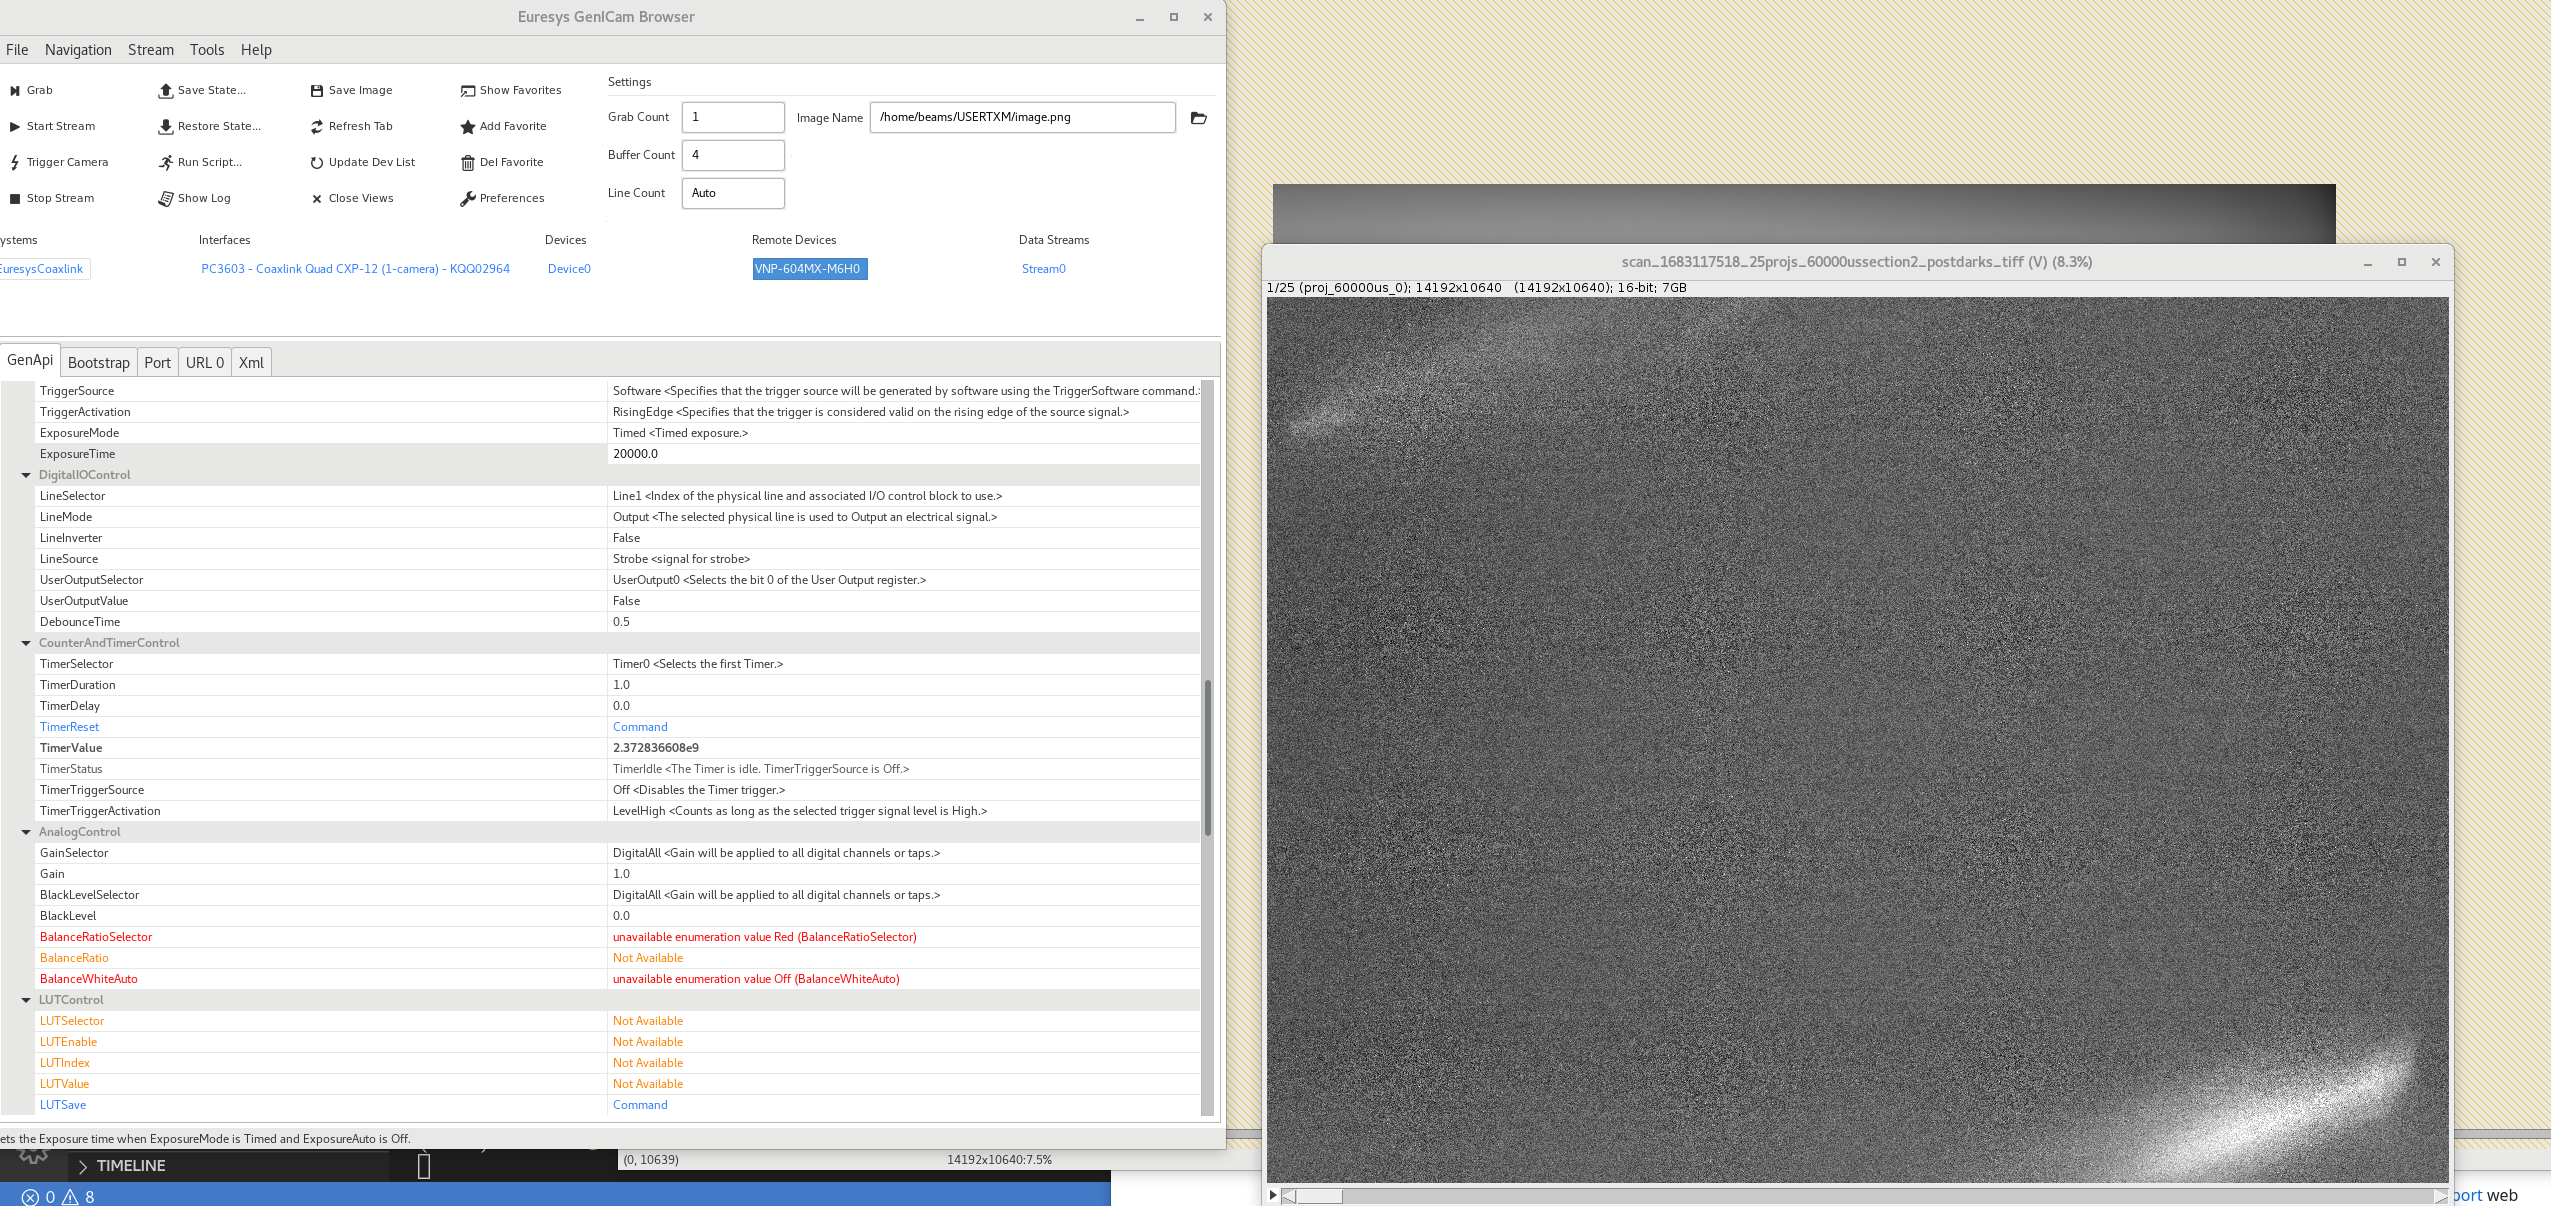 Euresys GenICam Browser
File Navigation Stream Tools Help
Grab Save State... Save Image Show Favorites
Start Stream Restore State... Refresh Tab Add Favorite
Trigger Camera Run Script... Update Dev List Del Favorite
Stop Stream Show Log Close Views Preferences
Settings
Grab Count 1 Image Name /home/beams/USERTXM/image.png
Buffer Count 4
Line Count Auto
ystems Interfaces Devices Remote Devices Data Streams
EuresysCoaxlink PC3603 - Coaxlink Quad CXP-12 (1-camera) - KQQ02964 Device0 VNP-604MX-M6H0 Stream0
GenApi Bootstrap Port URL 0 Xml
TriggerSource Software <Specifies that the trigger source will be generated by software using the TriggerSoftware command.>
TriggerActivation RisingEdge <Specifies that the trigger is considered valid on the rising edge of the source signal.>
ExposureMode Timed <Timed exposure.>
ExposureTime 20000.0
DigitalIOControl
LineSelector Line1 <Index of the physical line and associated I/O control block to use.>
LineMode Output <The selected physical line is used to Output an electrical signal.>
LineInverter False
LineSource Strobe <signal for strobe>
UserOutputSelector UserOutput0 <Selects the bit 0 of the User Output register.>
UserOutputValue False
DebounceTime 0.5
CounterAndTimerControl
TimerSelector Timer0 <Selects the first Timer.>
TimerDuration 1.0
TimerDelay 0.0
TimerReset Command
TimerValue 2.372836608e9
TimerStatus TimerIdle <The Timer is idle. TimerTriggerSource is Off.>
TimerTriggerSource Off <Disables the Timer trigger.>
TimerTriggerActivation LevelHigh <Counts as long as the selected trigger signal level is High.>
AnalogControl
GainSelector DigitalAll <Gain will be applied to all digital channels or taps.>
Gain 1.0
BlackLevelSelector DigitalAll <Gain will be applied to all digital channels or taps.>
BlackLevel 0.0
BalanceRatioSelector unavailable enumeration value Red (BalanceRatioSelector)
BalanceRatio Not Available
BalanceWhiteAuto unavailable enumeration value Off (BalanceWhiteAuto)
LUTControl
LUTSelector Not Available
LUTEnable Not Available
LUTIndex Not Available
LUTValue Not Available
LUTSave Command
ets the Exposure time when ExposureMode is Timed and ExposureAuto is Off.
TIMELINE
(0, 10639) 14192x10640:7.5%
0 8
scan_1683117518_25projs_60000ussection2_postdarks_tiff (V) (8.3%)
1/25 (proj_60000us_0); 14192x10640 (14192x10640); 16-bit; 7GB
port web